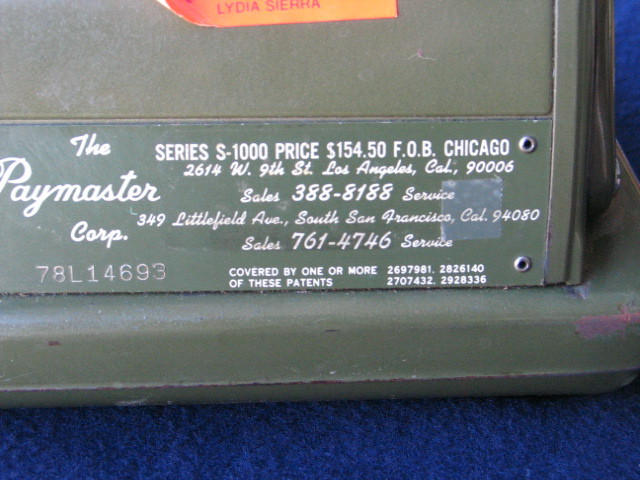 LYDIA SIERRA
The
Paymaster
Corp.
78L14693
SERIES S-1000 PRICE $154.50 F.O.B. CHICAGO
2614 W. 9th St. Los Angeles, Cal., 90006
Sales 388-8188 Service
349 Littlefield Ave., South San Francisco, Cal. 94080
Sales 761-4746 Service
COVERED BY ONE OR MORE 2697981, 2826140
OF THESE PATENTS 2707432, 2928336